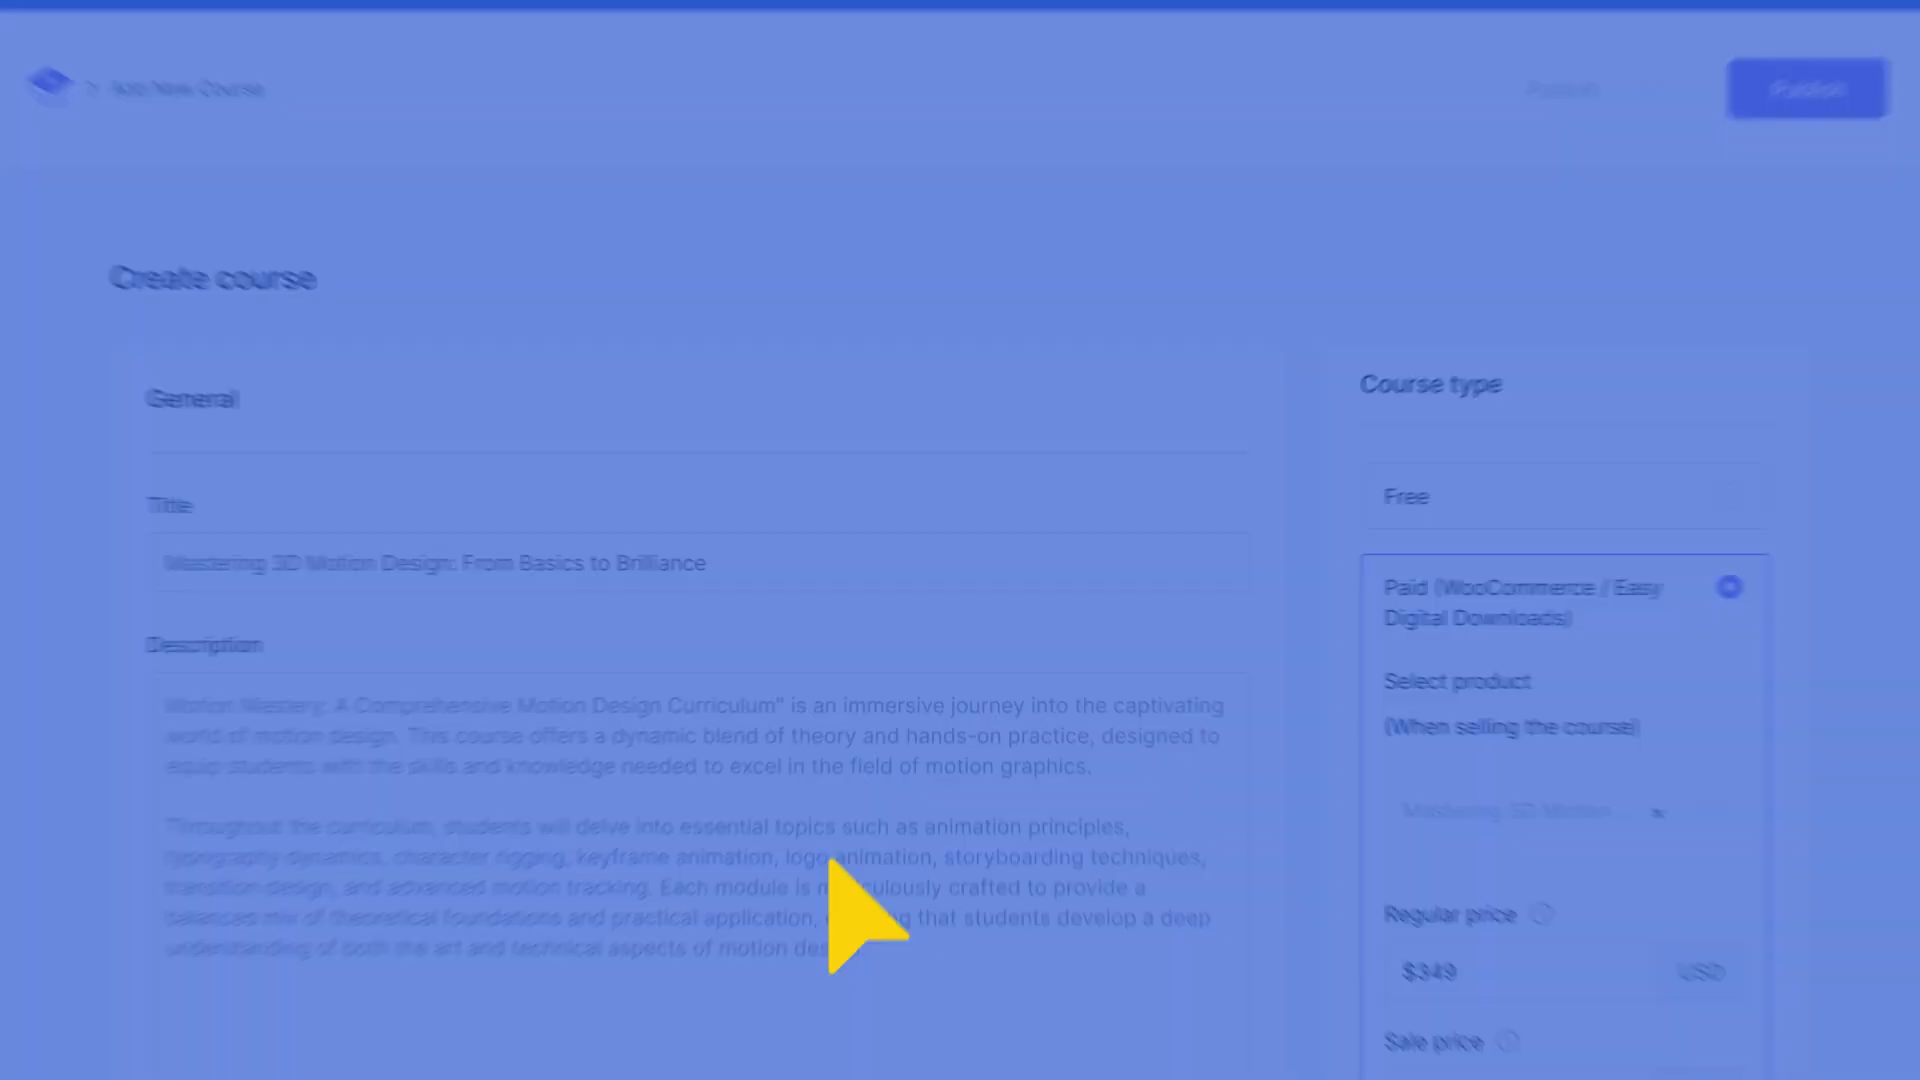 Add New Course
Publish
Create course
General
Title
Mastering 3D Motion Design: From Basics to Brilliance
Description
Motion Mastery: A Comprehensive Motion Design Curriculum" is an immersive journey into the captivating
world of motion design. This course offers a dynamic blend of theory and hands-on practice, designed to
equip students with the skills and knowledge needed to excel in the field of motion graphics.
Throughout the curriculum, students will delve into essential topics such as animation principles,
typography dynamics, character rigging, keyframe animation, logo animation, storyboarding techniques,
transition design, and advanced motion tracking. Each module is culously crafted to provide a
balanced mix of theoretical foundations and practical application, that students develop a deep
understanding of both the art and technical aspects of motion
Course type
Free
Paid (WooCommerce / Easy
Digital Downloads)
Select product
(When selling the course)
Mastering 3D Motion ...
Regular price
$349 USD
Sale price